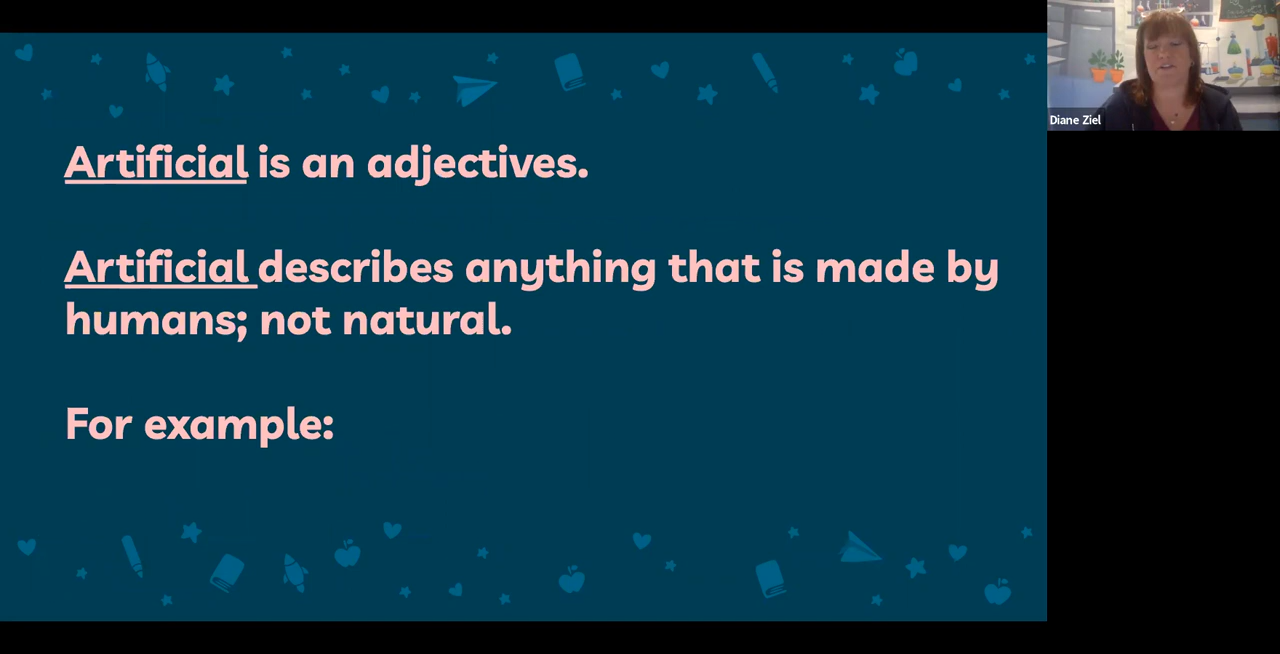 Artificial is an adjectives.
Artificial describes anything that is made by
humans; not natural.
For example:
Diane Ziel